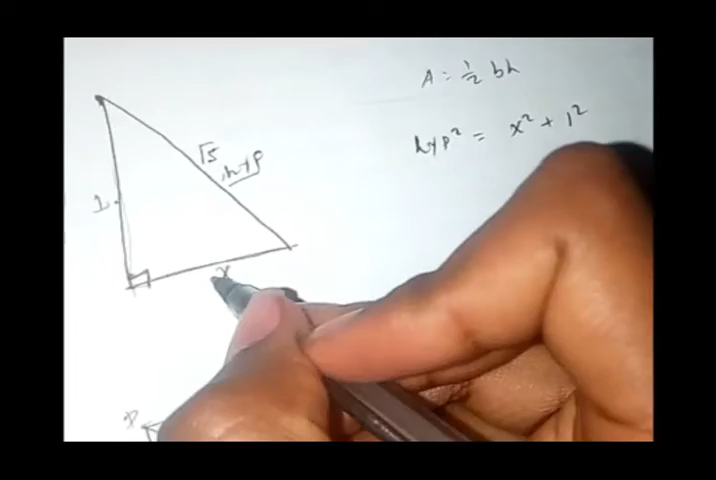 A = 1/2 bh
hyp² = x² + 1²
√5
hyp
1
x